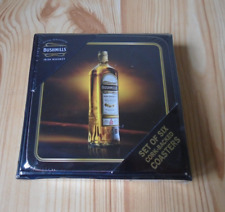 BUSHMILLS
IRISH WHISKEY
SET OF SIX
CORK-BACKED
COASTERS